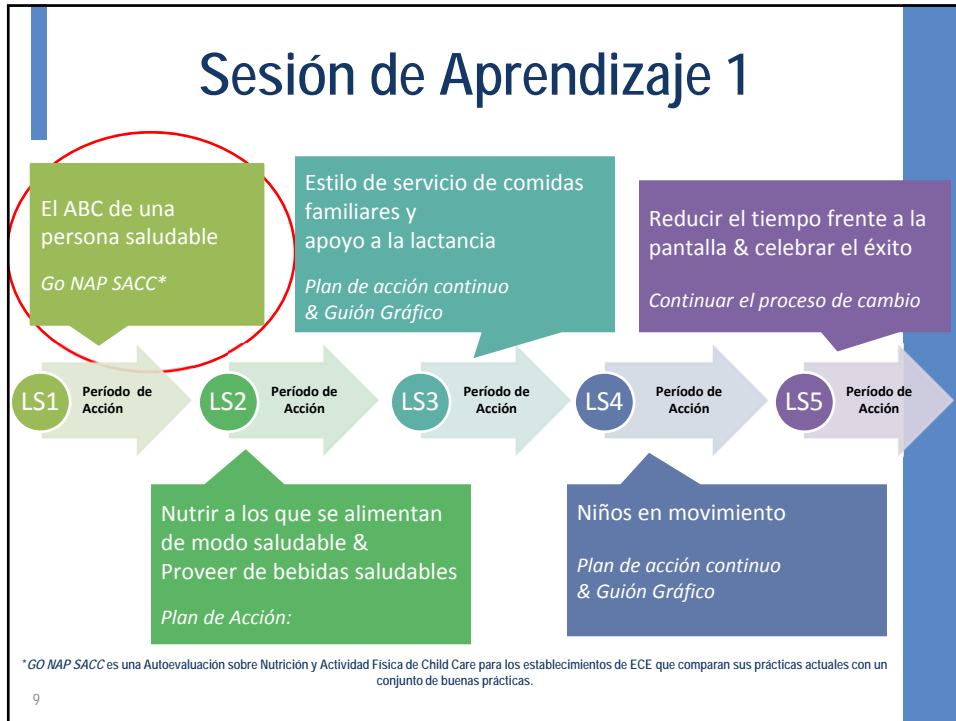 Sesión de Aprendizaje 1
El ABC de una
persona saludable
Go NAP SACC*
Estilo de servicio de comidas
familiares y
apoyo a la lactancia
Plan de acción continuo
& Guión Gráfico
Reducir el tiempo frente a la
pantalla & celebrar el éxito
Continuar el proceso de cambio
LS1
Período de
Acción
LS2
Período de
Acción
LS3
Período de
Acción
LS4
Período de
Acción
LS5
Período de
Acción
Nutrir a los que se alimentan
de modo saludable &
Proveer de bebidas saludables
Plan de Acción:
Niños en movimiento
Plan de acción continuo
& Guión Gráfico
*GO NAP SACC es una Autoevaluación sobre Nutrición y Actividad Física de Child Care para los establecimientos de ECE que comparan sus prácticas actuales con un
conjunto de buenas prácticas.
9